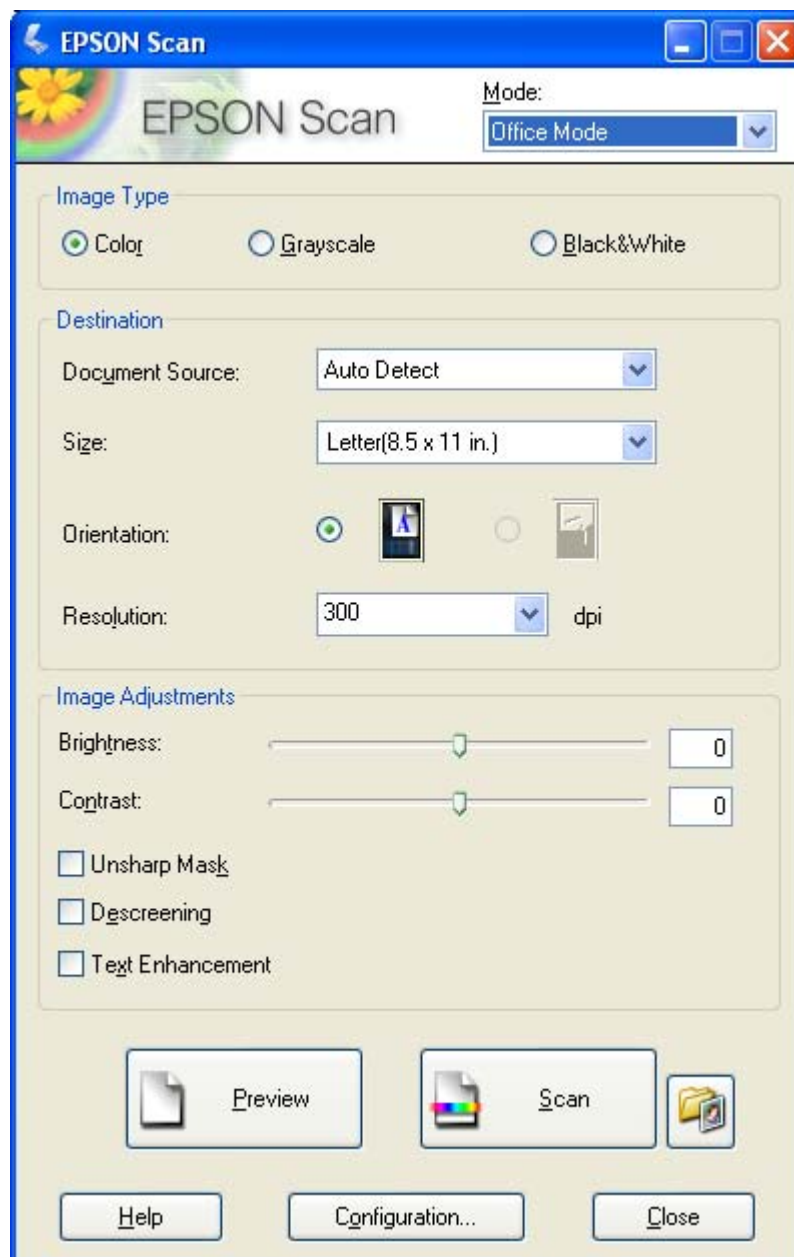 EPSON Scan
EPSON Scan
Mode:
Office Mode
Image Type
Color
Grayscale
Black&White
Destination
Document Source:
Auto Detect
Size:
Letter(8.5 x 11 in.)
Orientation:
A
Resolution:
300
dpi
Image Adjustments
Brightness:
0
Contrast:
0
Unsharp Mask
Descreening
Text Enhancement
Preview
Scan
Help
Configuration...
Close